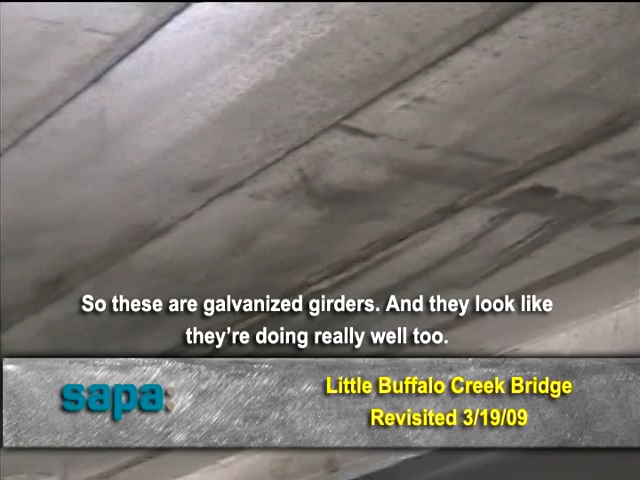 So these are galvanized girders. And they look like
they're doing really well too.
sapa:
Little Buffalo Creek Bridge
Revisited 3/19/09